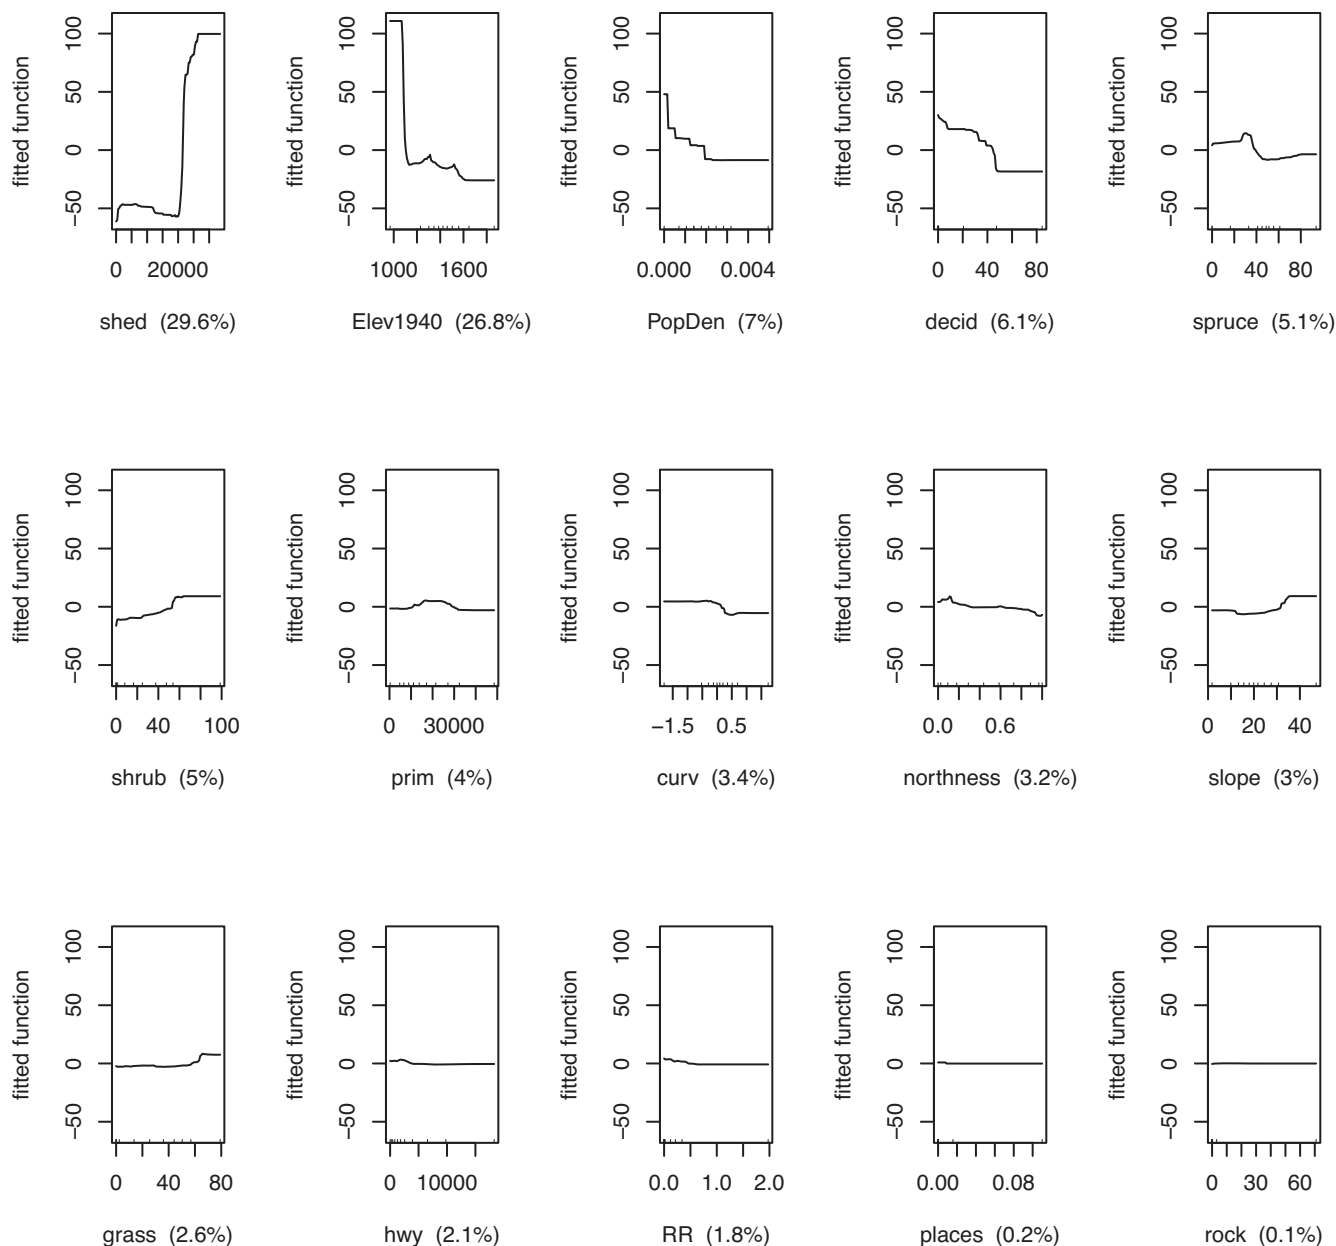 fitted function
100
50
0
−50
0 20000
shed (29.6%)
fitted function
100
50
0
−50
1000 1600
Elev1940 (26.8%)
fitted function
100
50
0
−50
0.000 0.004
PopDen (7%)
fitted function
100
50
0
−50
0 40 80
decid (6.1%)
fitted function
100
50
0
−50
0 40 80
spruce (5.1%)
fitted function
100
50
0
−50
0 40 100
shrub (5%)
fitted function
100
50
0
−50
0 30000
prim (4%)
fitted function
100
50
0
−50
−1.5 0.5
curv (3.4%)
fitted function
100
50
0
−50
0.0 0.6
northness (3.2%)
fitted function
100
50
0
−50
0 20 40
slope (3%)
fitted function
100
50
0
−50
0 40 80
grass (2.6%)
fitted function
100
50
0
−50
0 10000
hwy (2.1%)
fitted function
100
50
0
−50
0.0 1.0 2.0
RR (1.8%)
fitted function
100
50
0
−50
0.00 0.08
places (0.2%)
fitted function
100
50
0
−50
0 30 60
rock (0.1%)